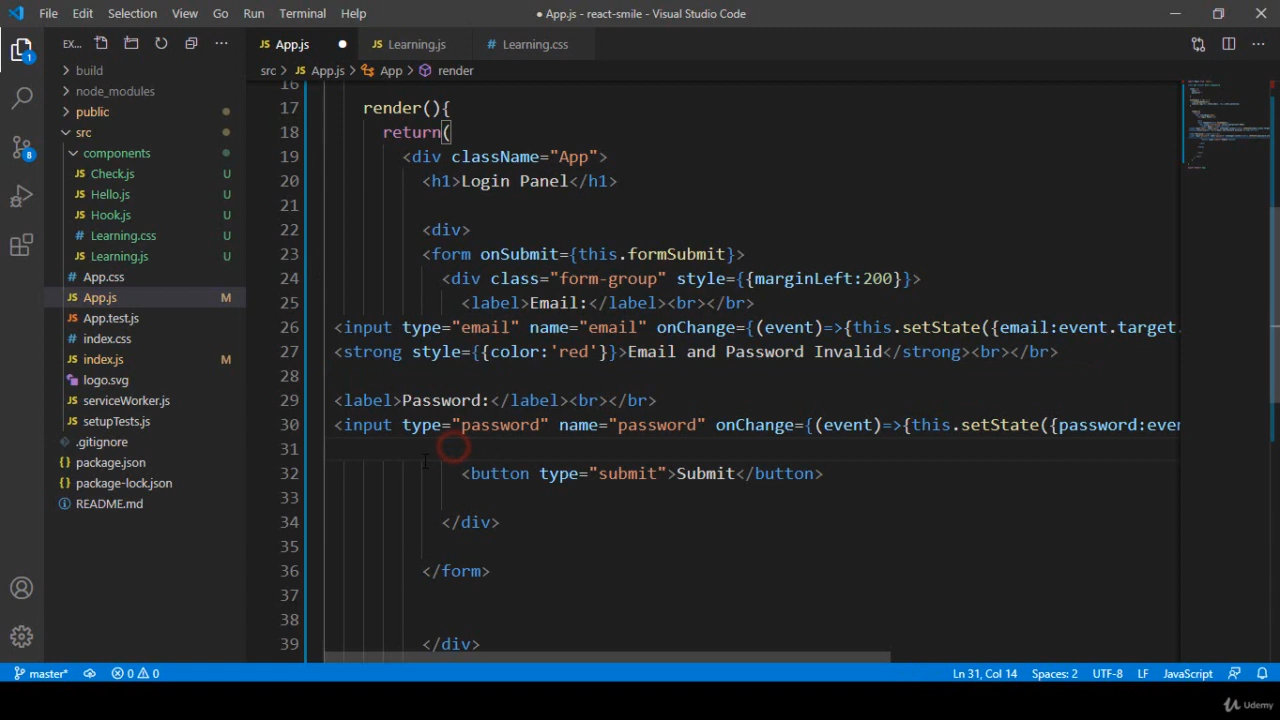 File Edit Selection View Go Run Terminal Help
● App.js - react-smile - Visual Studio Code
EX...
JS App.js
JS Learning.js
# Learning.css
src > JS App.js > App > render
1
8
build
node_modules
public
src
components
JS Check.js U
JS Hello.js U
JS Hook.js U
# Learning.css U
JS Learning.js U
# App.css
JS App.js M
JS App.test.js
# index.css
JS index.js M
logo.svg
JS serviceWorker.js
JS setupTests.js
.gitignore
package.json
package-lock.json
README.md
16
17 render(){
18 return(
19 <div className="App">
20 <h1>Login Panel</h1>
21
22 <div>
23 <form onSubmit={this.formSubmit}>
24 <div class="form-group" style={{marginLeft:200}}>
25 <label>Email:</label><br></br>
26 <input type="email" name="email" onChange={(event)=>{this.setState({email:event.target.
27 <strong style={{color:'red'}}>Email and Password Invalid</strong><br></br>
28
29 <label>Password:</label><br></br>
30 <input type="password" name="password" onChange={(event)=>{this.setState({password:even
31
32 <button type="submit">Submit</button>
33
34 </div>
35
36 </form>
37
38
39 </div>
master* 0 0 Ln 31, Col 14 Spaces: 2 UTF-8 LF JavaScript
Udemy